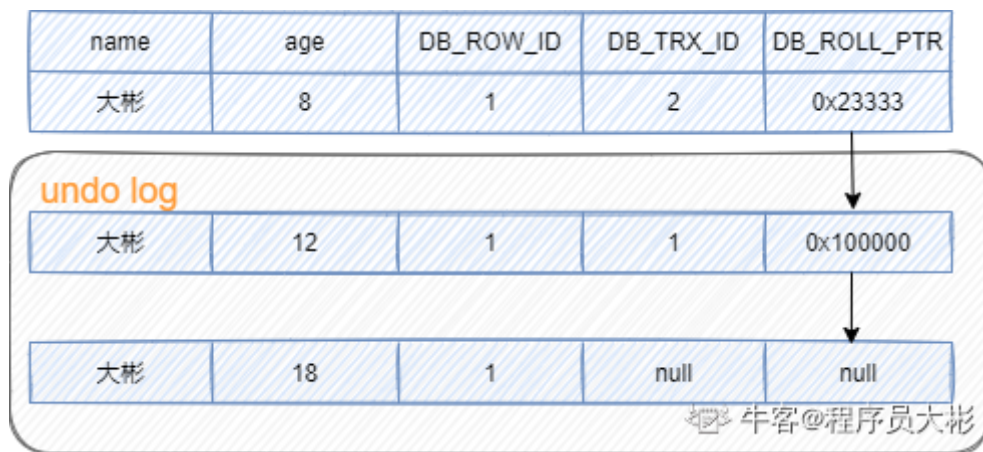 name age DB_ROW_ID DB_TRX_ID DB_ROLL_PTR
大彬 8 1 2 0x23333
undo log
大彬 12 1 1 0x100000
大彬 18 1 null null
牛客@程序员大彬